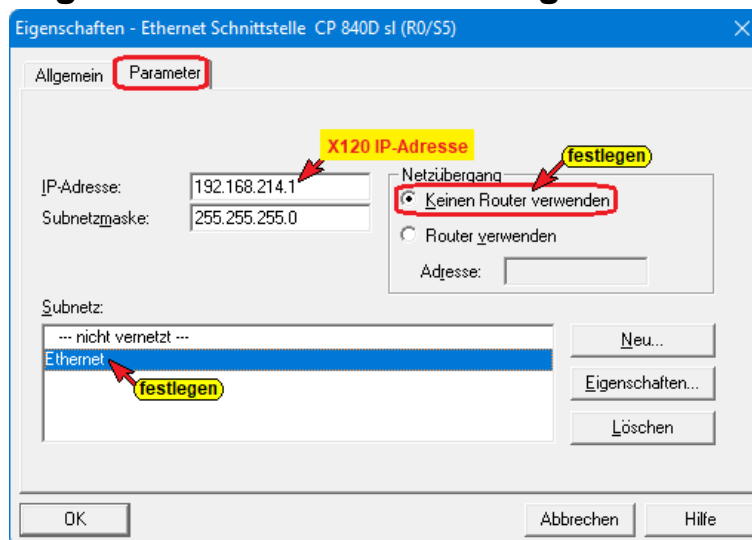 Eigenschaften - Ethernet Schnittstelle CP 840D sl (R0/S5)
Allgemein Parameter
X120 IP-Adresse
festlegen
IP-Adresse: 192.168.214.1
Netzübergang
Keinen Router verwenden
Subnetzmaske: 255.255.255.0
Router verwenden
Adresse:
Subnetz:
--- nicht vernetzt ---
Neu...
Ethernet
festlegen
Eigenschaften...
Löschen
OK Abbrechen Hilfe